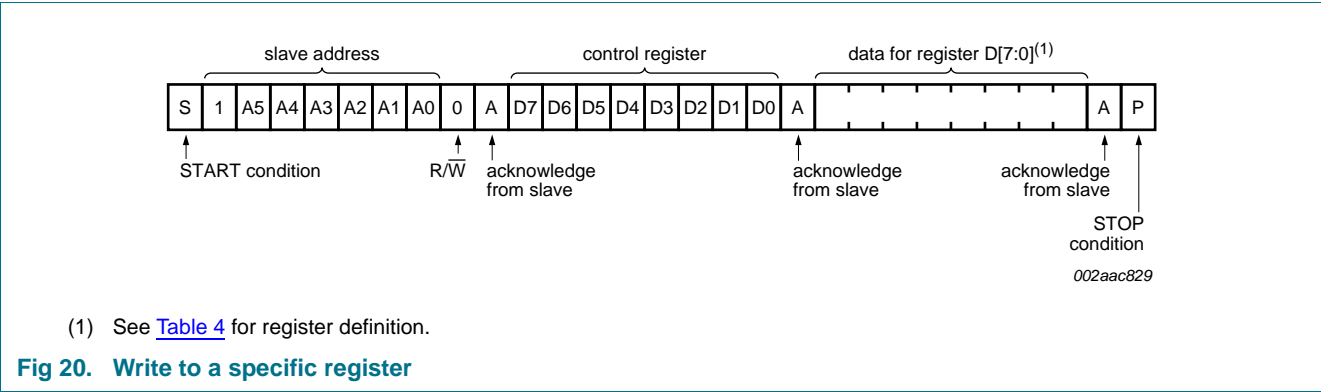 slave address control register data for register D[7:0](1)
S 1 A5 A4 A3 A2 A1 A0 0 A D7 D6 D5 D4 D3 D2 D1 D0 A A P
START condition R/W acknowledge from slave acknowledge from slave acknowledge from slave
STOP condition
002aac829
(1) See Table 4 for register definition.
Fig 20. Write to a specific register